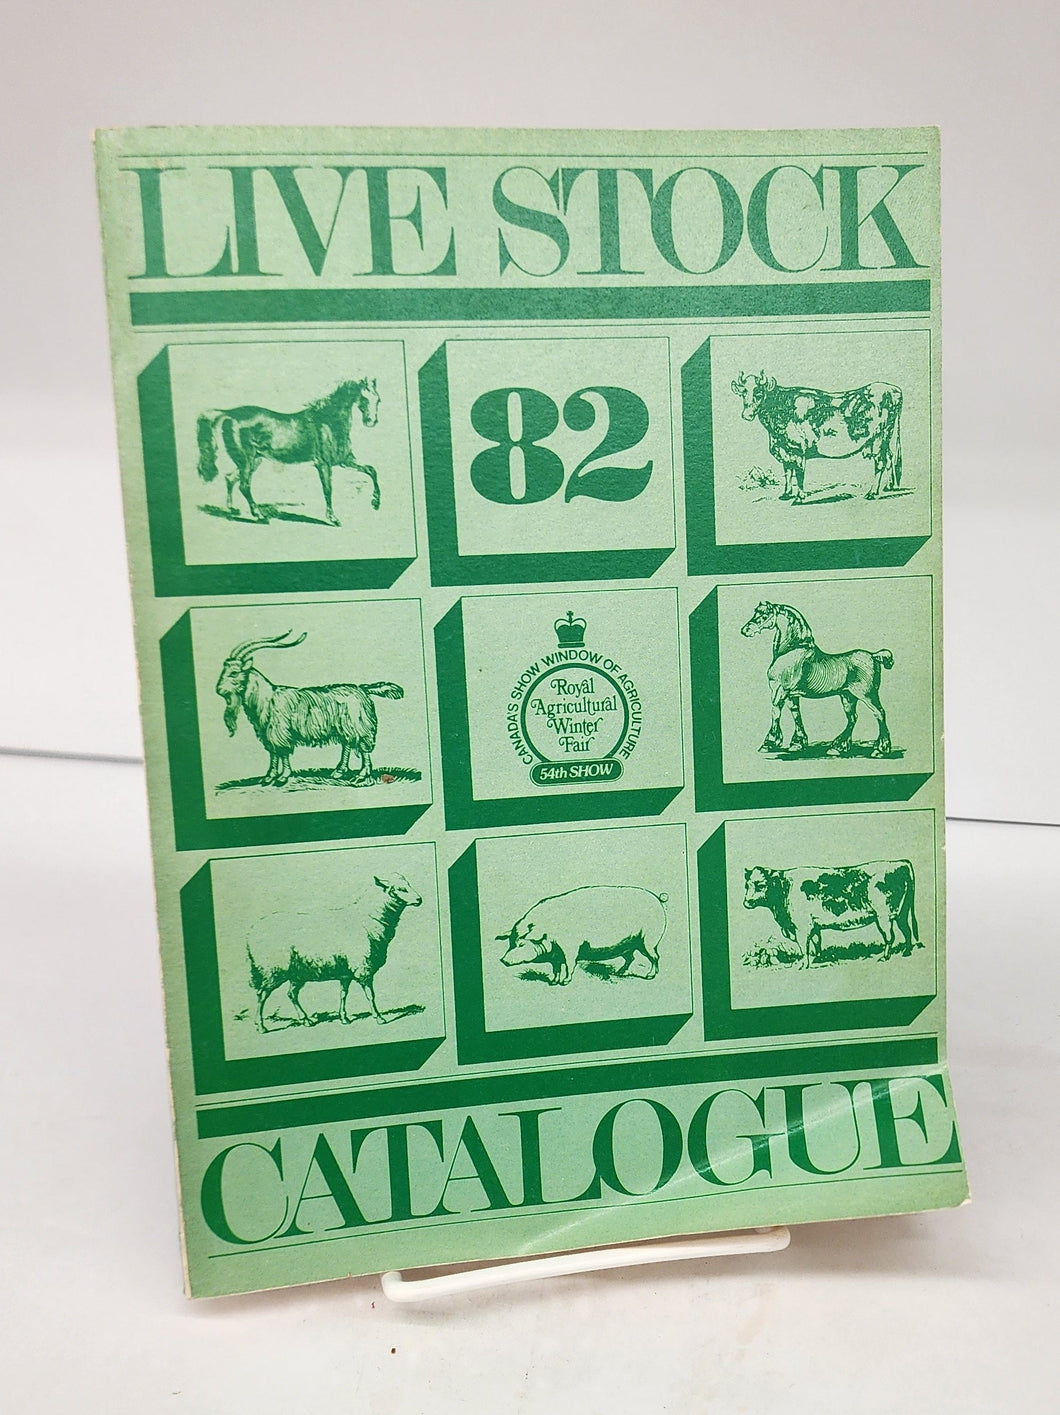 LIVE STOCK
82
CANADA'S SHOW WINDOW OF AGRICULTURE
Royal
Agricultural
Winter
Fair
54th SHOW
CATALOGUE